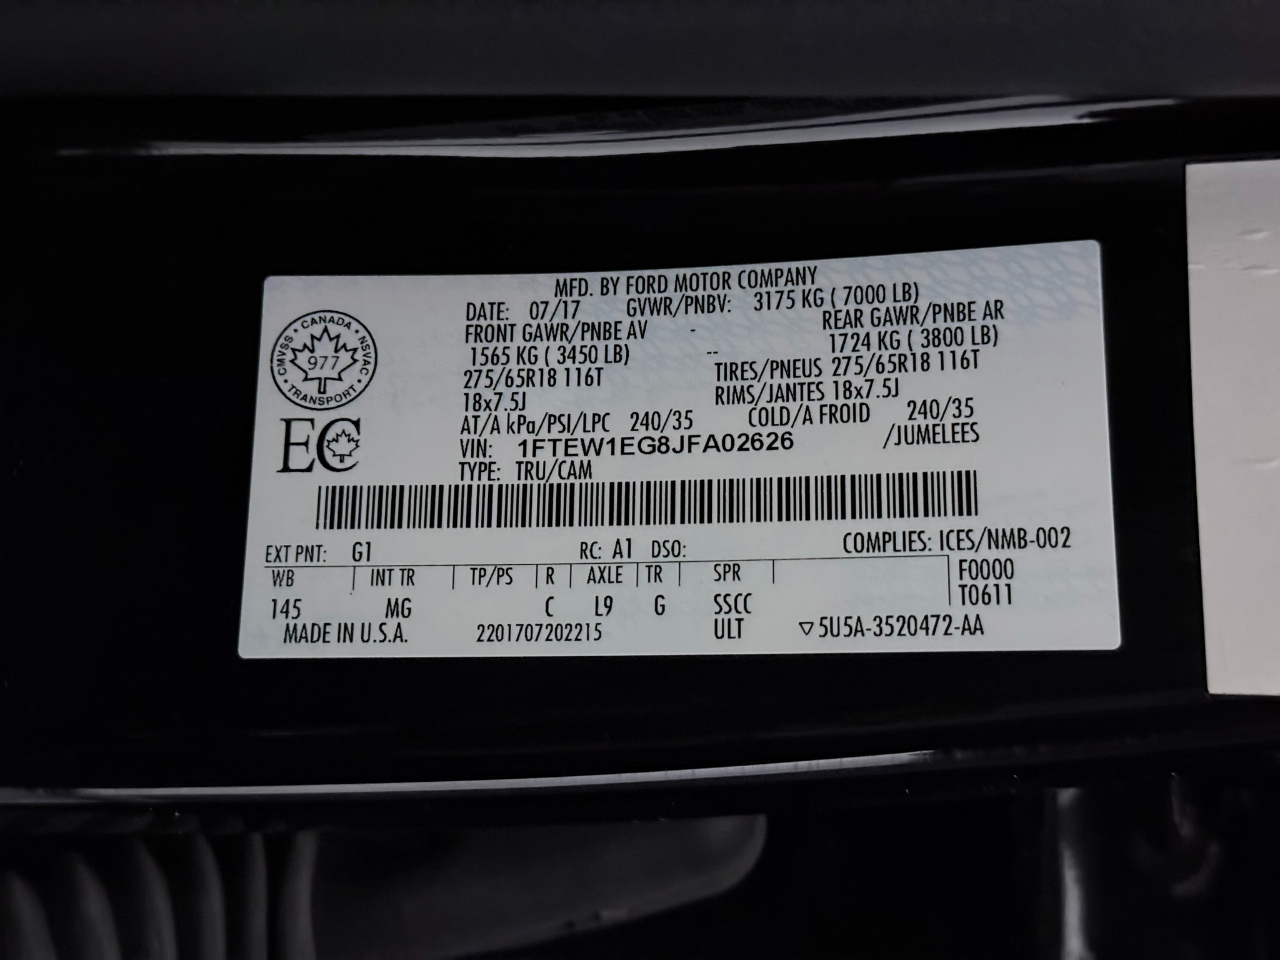 MFD. BY FORD MOTOR COMPANY
DATE: 07/17 GVWR/PNBV: 3175 KG ( 7000 LB)
FRONT GAWR/PNBE AV - REAR GAWR/PNBE AR
1565 KG ( 3450 LB) -- 1724 KG ( 3800 LB)
275/65R18 116T TIRES/PNEUS 275/65R18 116T
18x7.5J RIMS/JANTES 18x7.5J
AT/A kPa/PSI/LPC 240/35 COLD/A FROID 240/35
VIN: 1FTEW1EG8JFA02626 /JUMELEES
TYPE: TRU/CAM
CANADA
CMVSS 977 NSVAC
TRANSPORT
EC
EXT PNT: G1 RC: A1 DSO: COMPLIES: ICES/NMB-002
WB INT TR TP/PS R AXLE TR SPR F0000
T0611
145 MG C L9 G SSCC
MADE IN U.S.A. 2201707202215 ULT ▽5U5A-3520472-AA